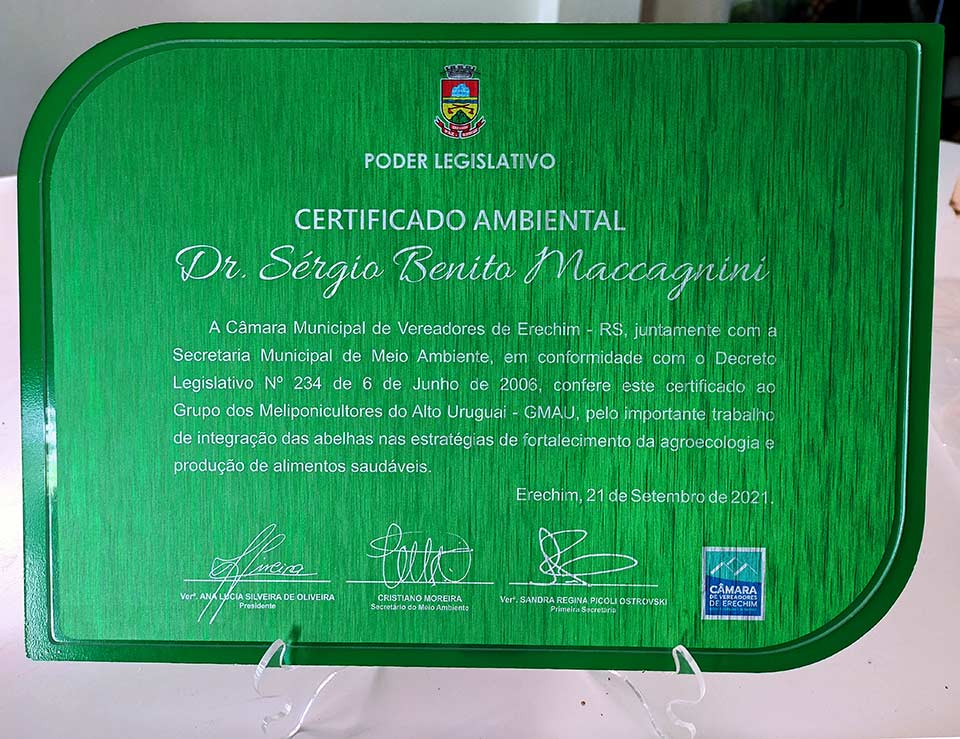 PODER LEGISLATIVO
CERTIFICADO AMBIENTAL
Dr. Sérgio Benito Maccagnini
A Câmara Municipal de Vereadores de Erechim - RS, juntamente com a
Secretaria Municipal de Meio Ambiente, em conformidade com o Decreto
Legislativo Nº 234 de 6 de Junho de 2006, confere este certificado ao
Grupo dos Meliponicultores do Alto Uruguai - GMAU, pelo importante trabalho
de integração das abelhas nas estratégias de fortalecimento da agroecologia e
produção de alimentos saudáveis.
Erechim, 21 de Setembro de 2021.
Verª. ANA LÚCIA SILVEIRA DE OLIVEIRA
Presidente
CRISTIANO MOREIRA
Secretário do Meio Ambiente
Verª. SANDRA REGINA PICOLI OSTROVSKI
Primeira Secretária
CÂMARA
DE VEREADORES
DE ERECHIM